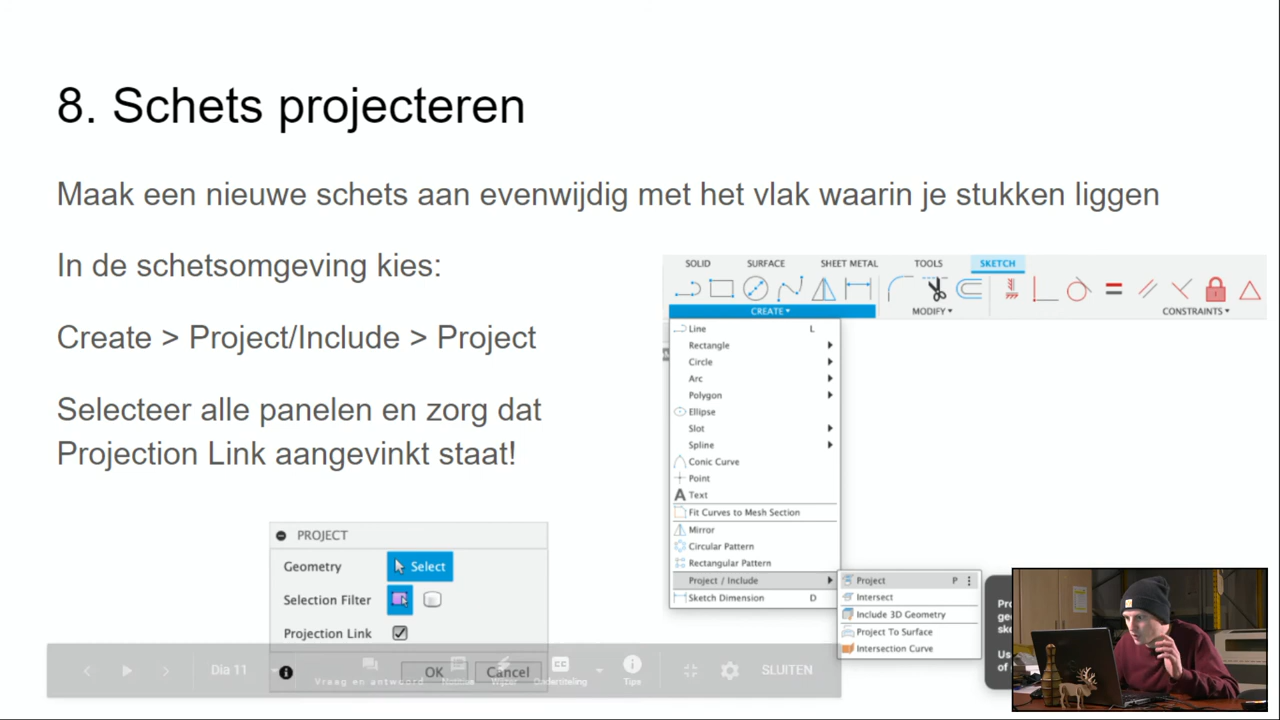 8. Schets projecteren
Maak een nieuwe schets aan evenwijdig met het vlak waarin je stukken liggen
In de schetsomgeving kies:
Create > Project/Include > Project
Selecteer alle panelen en zorg dat
Projection Link aangevinkt staat!
SOLID SURFACE SHEET METAL TOOLS SKETCH
CREATE MODIFY CONSTRAINTS
Line L
Rectangle
Circle
Arc
Polygon
Ellipse
Slot
Spline
Conic Curve
Point
Text
Fit Curves to Mesh Section
Mirror
Circular Pattern
Rectangular Pattern
Project / Include
Sketch Dimension D
Project P
Intersect
Include 3D Geometry
Project To Surface
Intersection Curve
PROJECT
Geometry Select
Selection Filter
Projection Link
OK Cancel
Dia 11
Vraag en antwoord
Ondertiteling
Tips
SLUITEN